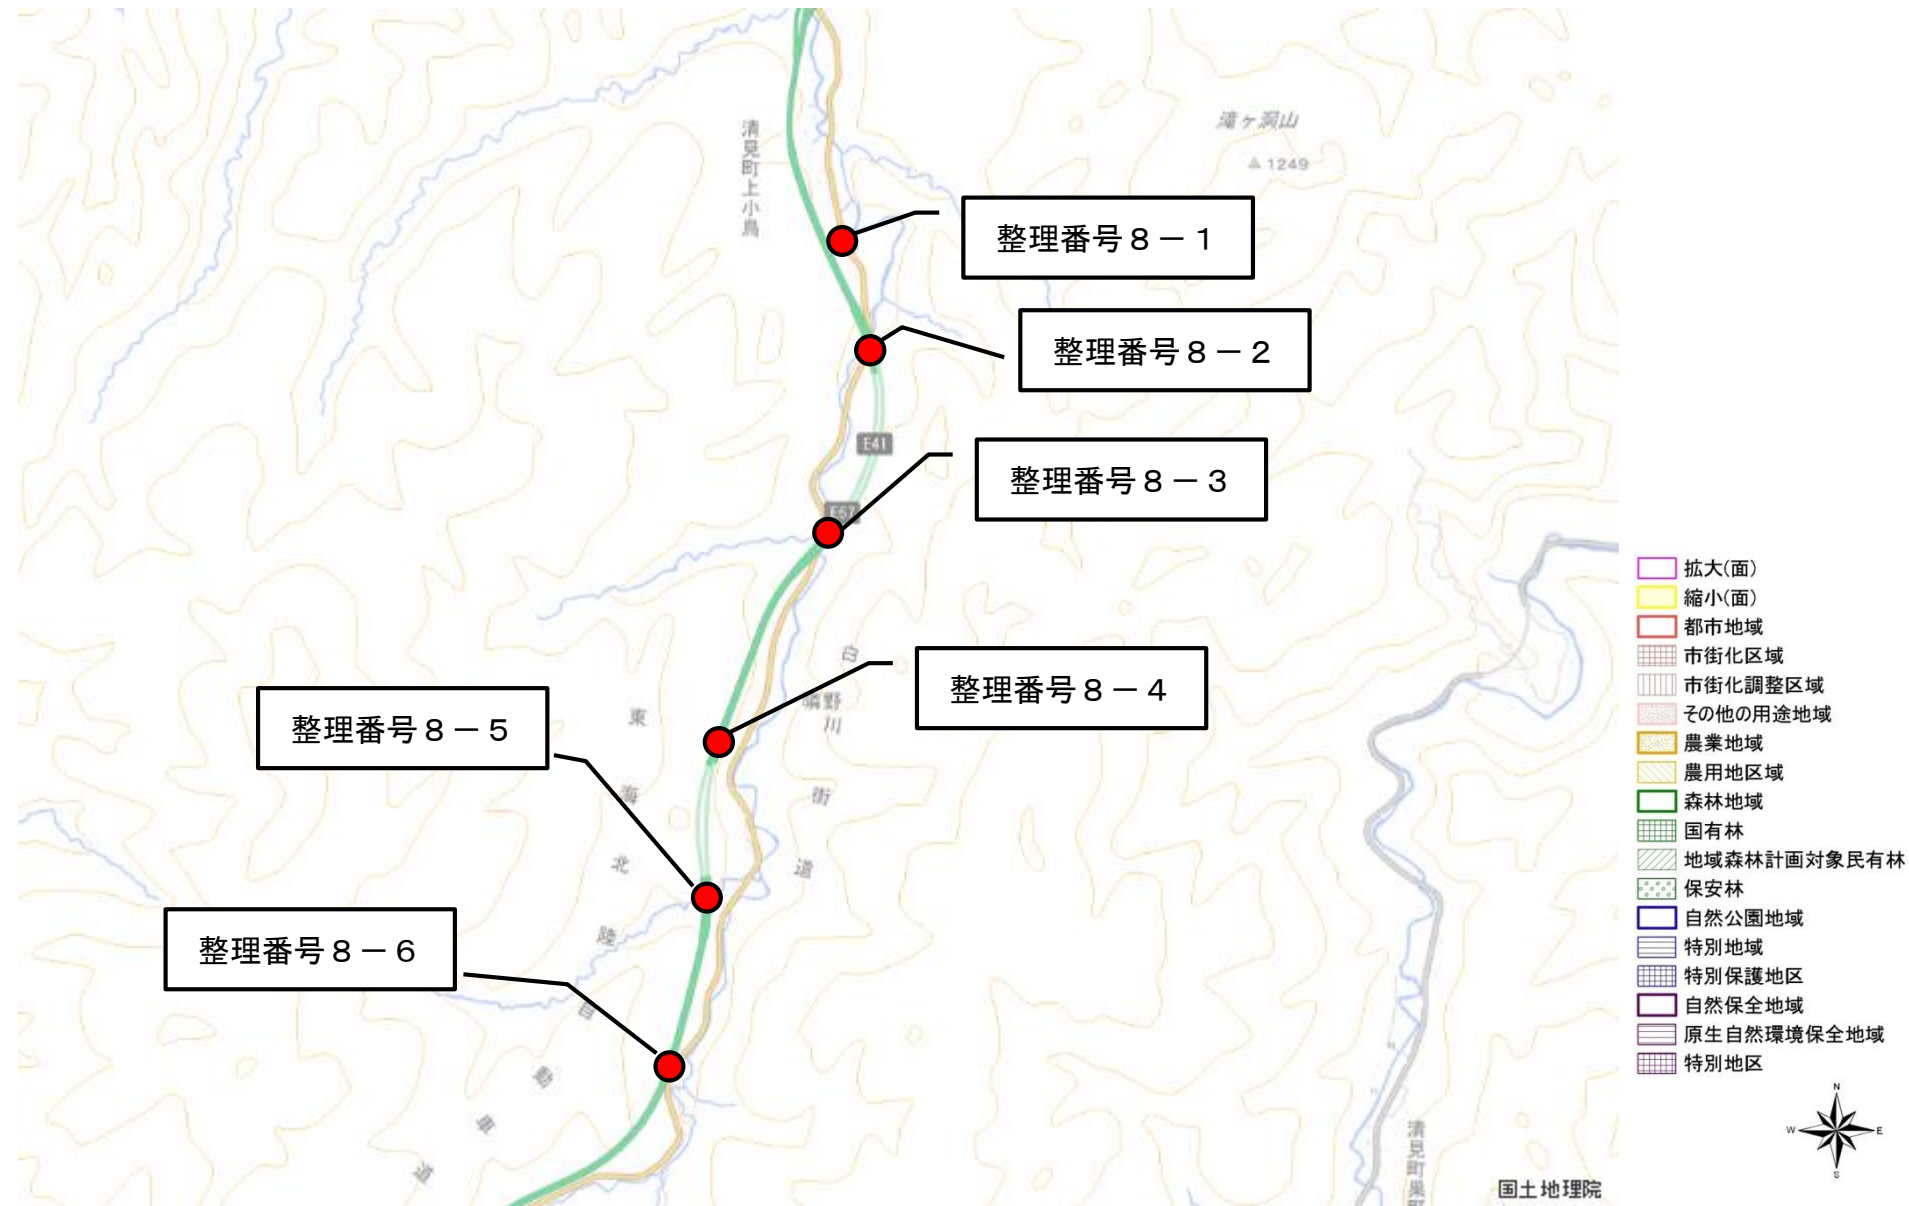 清見町上小鳥
滝ヶ洞山
1249
整理番号８－１
整理番号８－２
E41
整理番号８－３
整理番号８－４
白
野
川
街
道
整理番号８－５
東
海
北
陸
自
動
車
道
整理番号８－６
清見町巣
国土地理院
拡大(面)
縮小(面)
都市地域
市街化区域
市街化調整区域
その他の用途地域
農業地域
農用地区域
森林地域
国有林
地域森林計画対象民有林
保安林
自然公園地域
特別地域
特別保護地区
自然保全地域
原生自然環境保全地域
特別地区
N
W
E
S